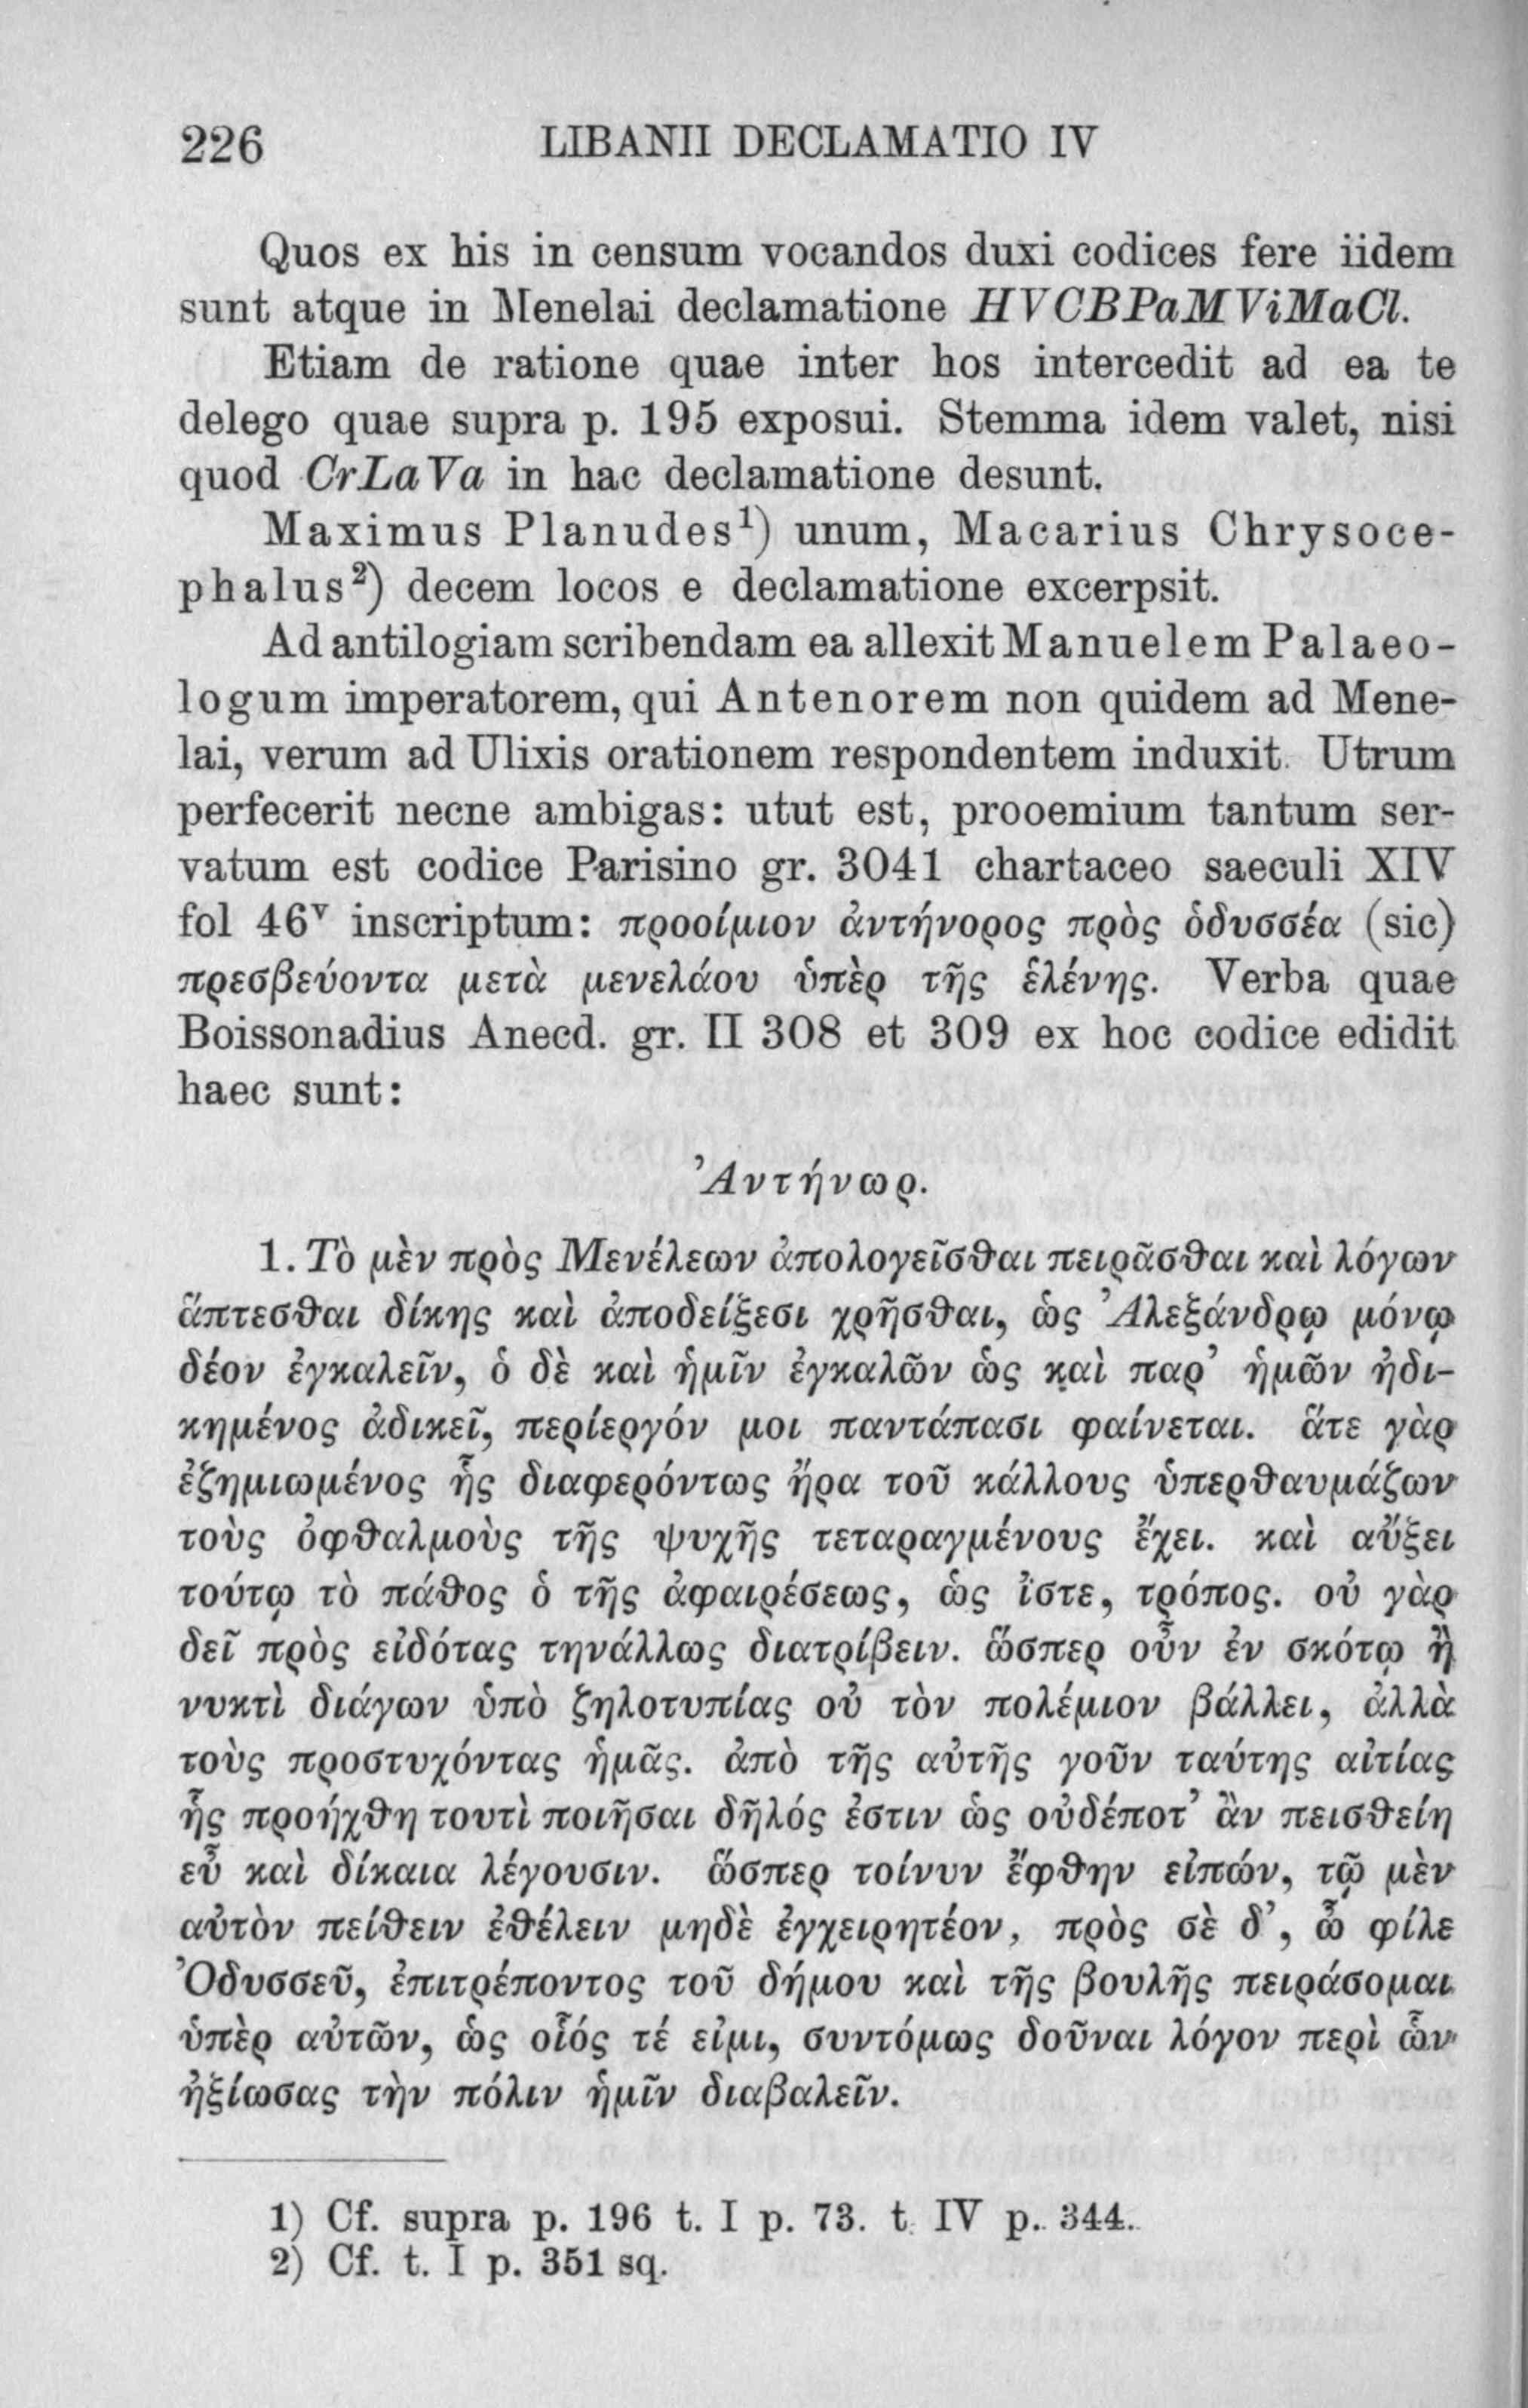 226 LIBANII DECLAMATIO IV
Quos ex his in censum vocandos duxi codices fere iidem
sunt atque in Menelai declamatione HVCBPaMViMaCl.
Etiam de ratione quae inter hos intercedit ad ea te
delego quae supra p. 195 exposui. Stemma idem valet, nisi
quod CrLaVa in hac declamatione desunt.
Maximus Planudes¹) unum, Macarius Chrysoce-
phalus²) decem locos e declamatione excerpsit.
Ad antilogiam scribendam ea allexit Manuelem Palaeo-
logum imperatorem, qui Antenorem non quidem ad Mene-
lai, verum ad Ulixis orationem respondentem induxit. Utrum
perfecerit necne ambigas: utut est, prooemium tantum ser-
vatum est codice Parisino gr. 3041 chartaceo saeculi XIV
fol 46ᵛ inscriptum: προοίμιον ἀντήνορος πρὸς ὀδυσσέα (sic)
πρεσβεύοντα μετὰ μενελάου ὑπὲρ τῆς ἑλένης. Verba quae
Boissonadius Anecd. gr. II 308 et 309 ex hoc codice edidit
haec sunt:
Ἀντήνωρ.
1. Τὸ μὲν πρὸς Μενέλεων ἀπολογεῖσθαι πειρᾶσθαι καὶ λόγων
ἅπτεσθαι δίκης καὶ ἀποδείξεσι χρῆσθαι, ὡς Ἀλεξάνδρῳ μόνῳ
δέον ἐγκαλεῖν, ὁ δὲ καὶ ἡμῖν ἐγκαλῶν ὡς καὶ παρ’ ἡμῶν ἠδι-
κημένος ἀδικεῖ, περίεργόν μοι παντάπασι φαίνεται. ἅτε γὰρ
ἐζημιωμένος ἧς διαφερόντως ἤρα τοῦ κάλλους ὑπερθαυμάζων
τοὺς ὀφθαλμοὺς τῆς ψυχῆς τεταραγμένους ἔχει. καὶ αὔξει
τούτῳ τὸ πάθος ὁ τῆς ἀφαιρέσεως, ὡς ἴστε, τρόπος. οὐ γὰρ
δεῖ πρὸς εἰδότας τηνάλλως διατρίβειν. ὥσπερ οὖν ἐν σκότῳ ἢ
νυκτὶ διάγων ὑπὸ ζηλοτυπίας οὐ τὸν πολέμιον βάλλει, ἀλλὰ
τοὺς προστυχόντας ἡμᾶς. ἀπὸ τῆς αὐτῆς γοῦν ταύτης αἰτίας
ἧς προήχθη τουτὶ ποιῆσαι δῆλός ἐστιν ὡς οὐδέποτ’ ἂν πεισθείη
εὖ καὶ δίκαια λέγουσιν. ὥσπερ τοίνυν ἔφθην εἰπών, τῷ μὲν
αὐτὸν πείθειν ἐθέλειν μηδὲ ἐγχειρητέον, πρὸς σὲ δ’, ὦ φίλε
Ὀδυσσεῦ, ἐπιτρέποντος τοῦ δήμου καὶ τῆς βουλῆς πειράσομαι
ὑπὲρ αὐτῶν, ὡς οἷός τέ εἰμι, συντόμως δοῦναι λόγον περὶ ὧν
ἠξίωσας τὴν πόλιν ἡμῖν διαβαλεῖν.
1) Cf. supra p. 196 t. I p. 73. t. IV p. 344.
2) Cf. t. I p. 351 sq.